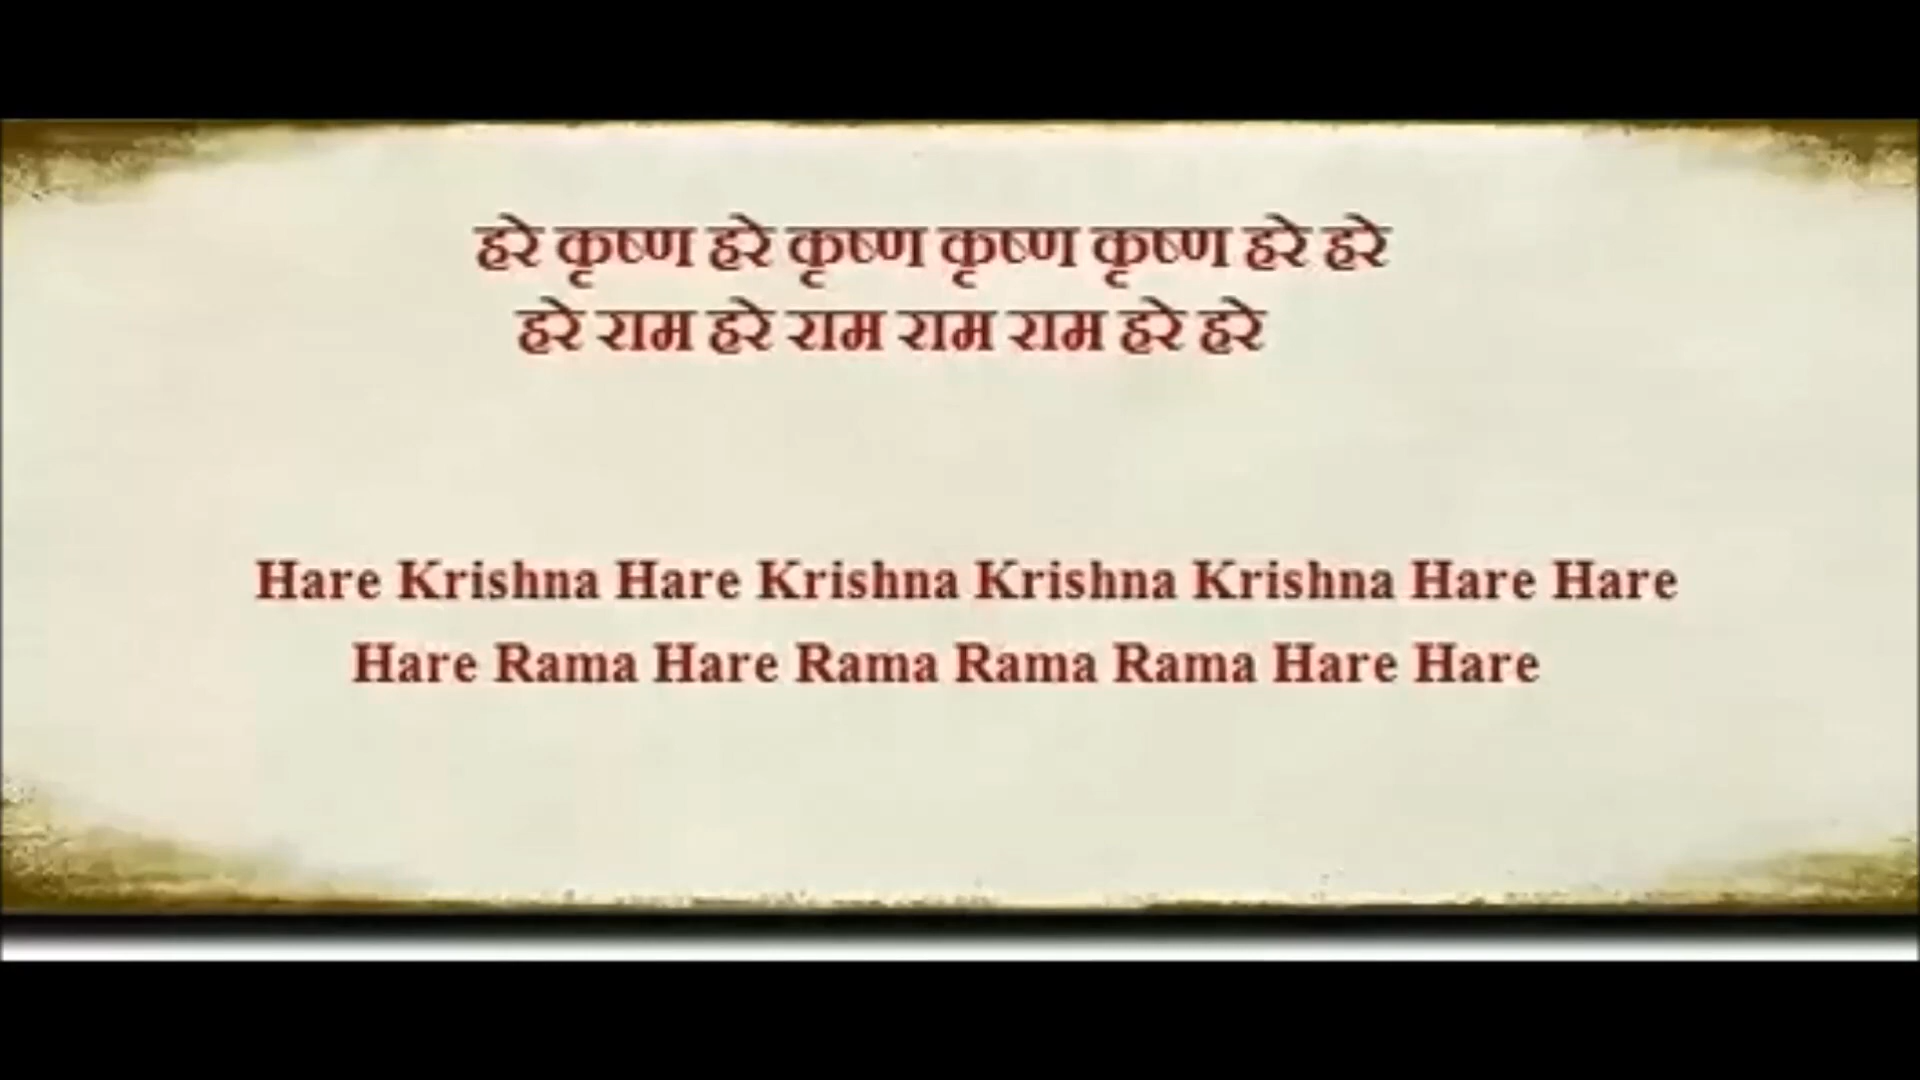 हरे कृष्ण हरे कृष्ण कृष्ण कृष्ण हरे हरे
हरे राम हरे राम राम राम हरे हरे
Hare Krishna Hare Krishna Krishna Krishna Hare Hare
Hare Rama Hare Rama Rama Rama Hare Hare